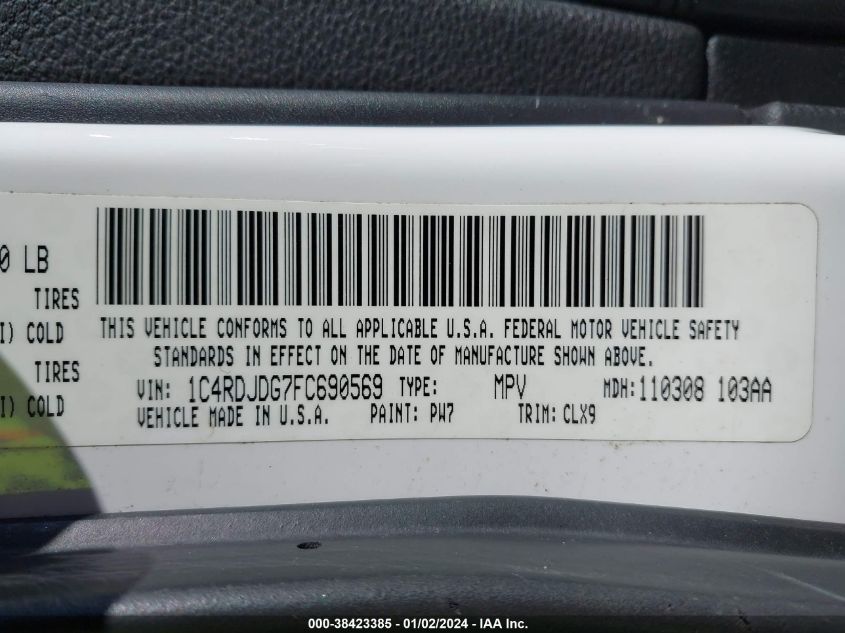 0 LB
TIRES
I) COLD
TIRES
I) COLD
THIS VEHICLE CONFORMS TO ALL APPLICABLE U.S.A. FEDERAL MOTOR VEHICLE SAFETY
STANDARDS IN EFFECT ON THE DATE OF MANUFACTURE SHOWN ABOVE.
VIN: 1C4RDJDG7FC690569 TYPE: MPV MDH:110308 103AA
VEHICLE MADE IN U.S.A. PAINT: PW7 TRIM: CLX9
000-38423385 - 01/02/2024 - IAA Inc.